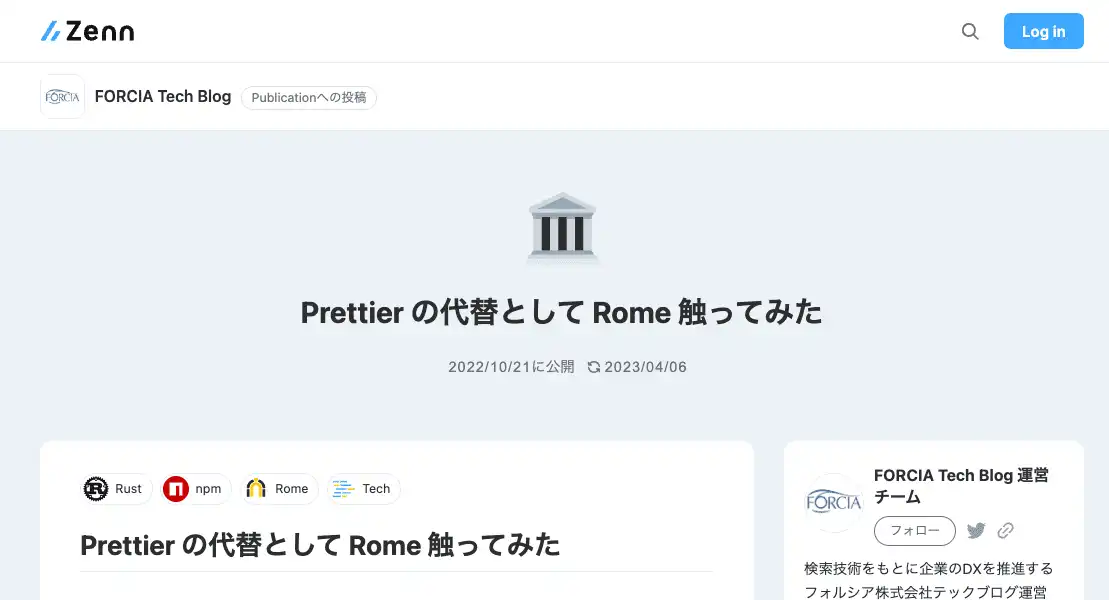 Zenn
Log in
FORCIA
FORCIA Tech Blog
Publicationへの投稿
Prettier の代替として Rome 触ってみた
2022/10/21に公開 2023/04/06
Rust
npm
Rome
Tech
Prettier の代替として Rome 触ってみた
FORCIA
FORCIA Tech Blog 運営
チーム
フォロー
検索技術をもとに企業のDXを推進する
フォルシア株式会社テックブログ運営